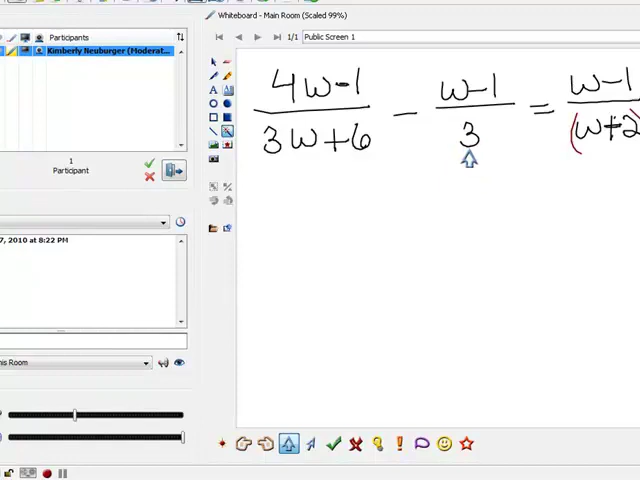 Whiteboard - Main Room (Scaled 99%)
Participants
1/1 Public Screen 1
Kimberly Neuburger (Moderat...
4w-1 / 3w+6 - w-1 / 3 = w-1 / (w+2)
1
Participant
7, 2010 at 8:22 PM
his Room